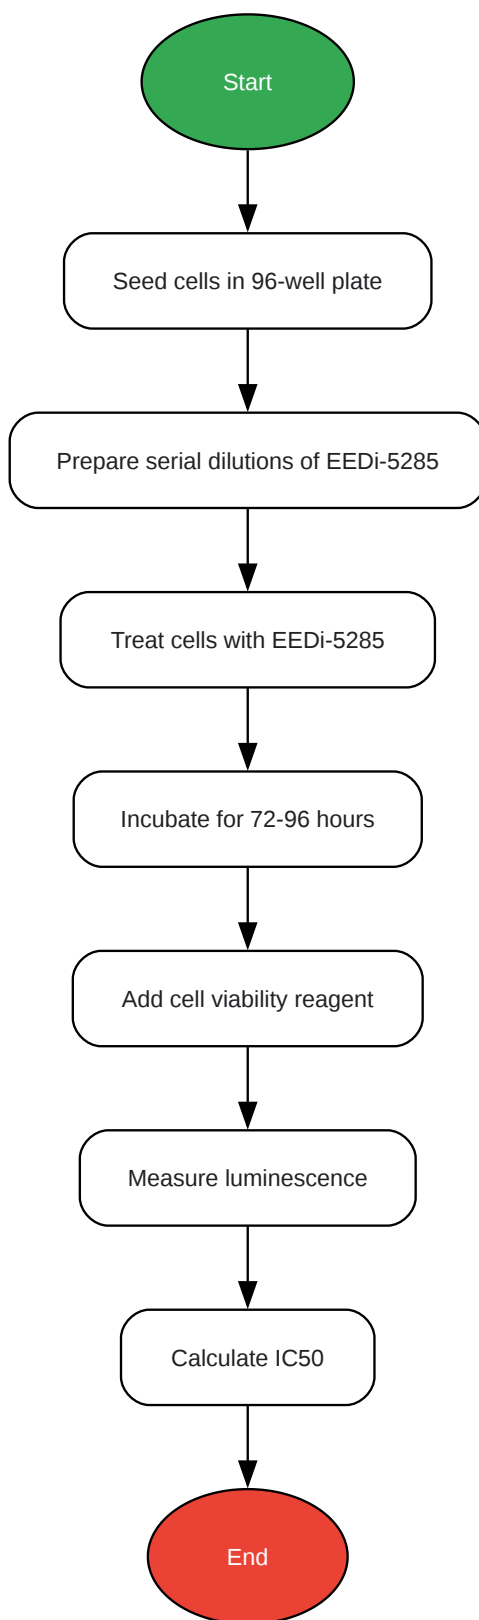 Start
Seed cells in 96-well plate
Prepare serial dilutions of EEDi-5285
Treat cells with EEDi-5285
Incubate for 72-96 hours
Add cell viability reagent
Measure luminescence
Calculate IC50
End